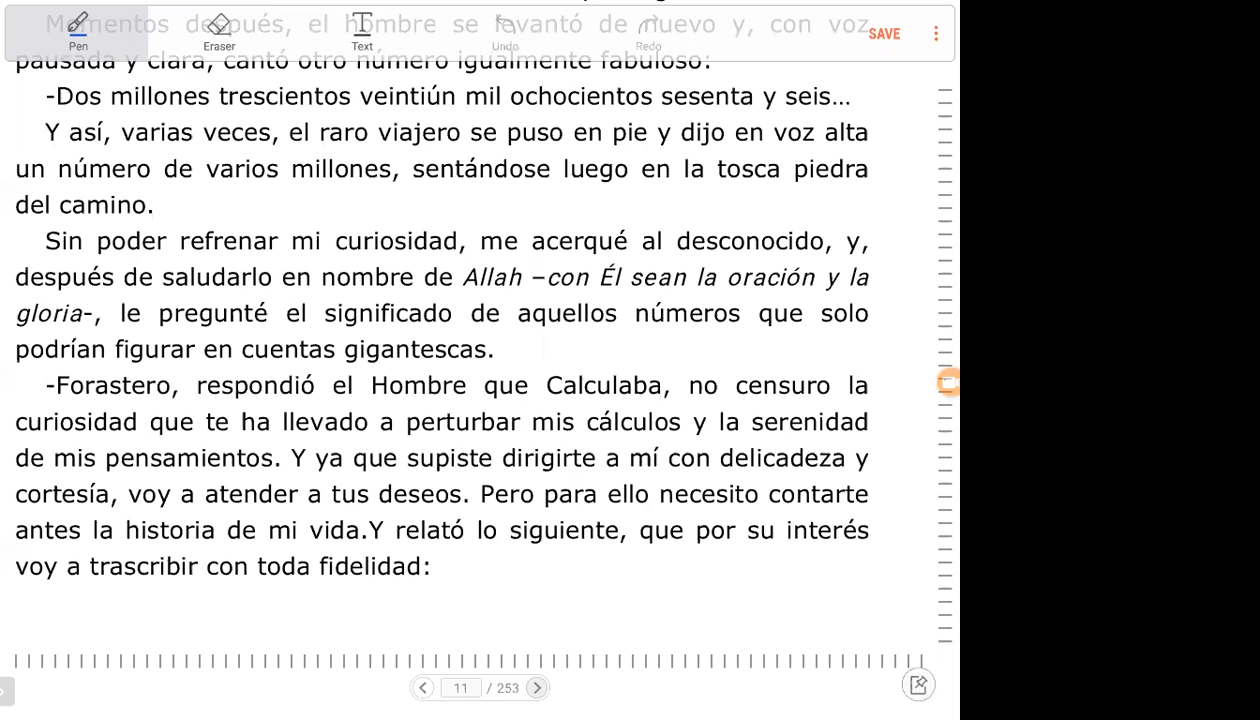 Momentos después, el hombre se levantó de nuevo y, con voz
Pen Eraser Text Undo Redo SAVE
pausada y clara, cantó otro número igualmente fabuloso:
-Dos millones trescientos veintiún mil ochocientos sesenta y seis...
Y así, varias veces, el raro viajero se puso en pie y dijo en voz alta
un número de varios millones, sentándose luego en la tosca piedra
del camino.
Sin poder refrenar mi curiosidad, me acerqué al desconocido, y,
después de saludarlo en nombre de Allah –con Él sean la oración y la
gloria-, le pregunté el significado de aquellos números que solo
podrían figurar en cuentas gigantescas.
-Forastero, respondió el Hombre que Calculaba, no censuro la
curiosidad que te ha llevado a perturbar mis cálculos y la serenidad
de mis pensamientos. Y ya que supiste dirigirte a mí con delicadeza y
cortesía, voy a atender a tus deseos. Pero para ello necesito contarte
antes la historia de mi vida.Y relató lo siguiente, que por su interés
voy a trascribir con toda fidelidad:
11 / 253